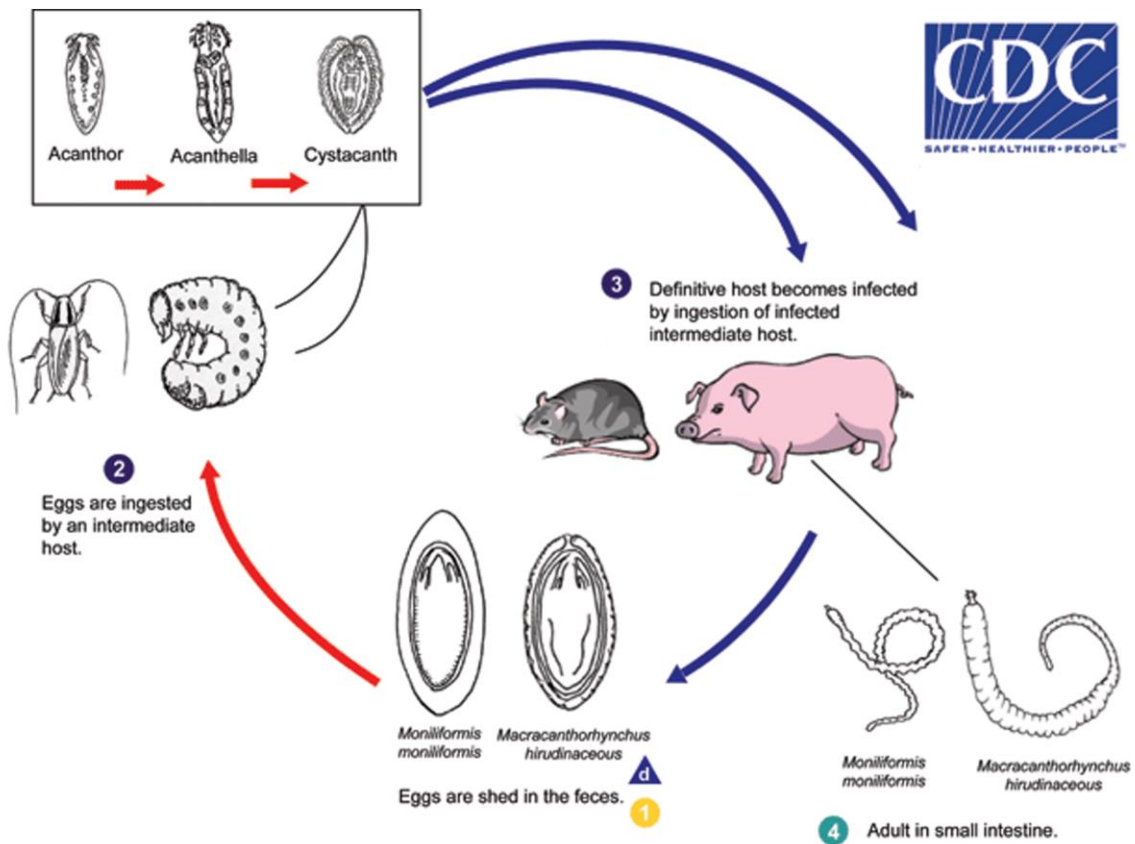 CDC
SAFER•HEALTHIER•PEOPLE™
Acanthor
Acanthella
Cystacanth
3
Definitive host becomes infected
by ingestion of infected
intermediate host.
2
Eggs are ingested
by an intermediate
host.
Moniliformis
moniliformis
Macracanthorhynchus
hirudinaceous
d
Eggs are shed in the feces.
1
Moniliformis
moniliformis
Macracanthorhynchus
hirudinaceous
4
Adult in small intestine.